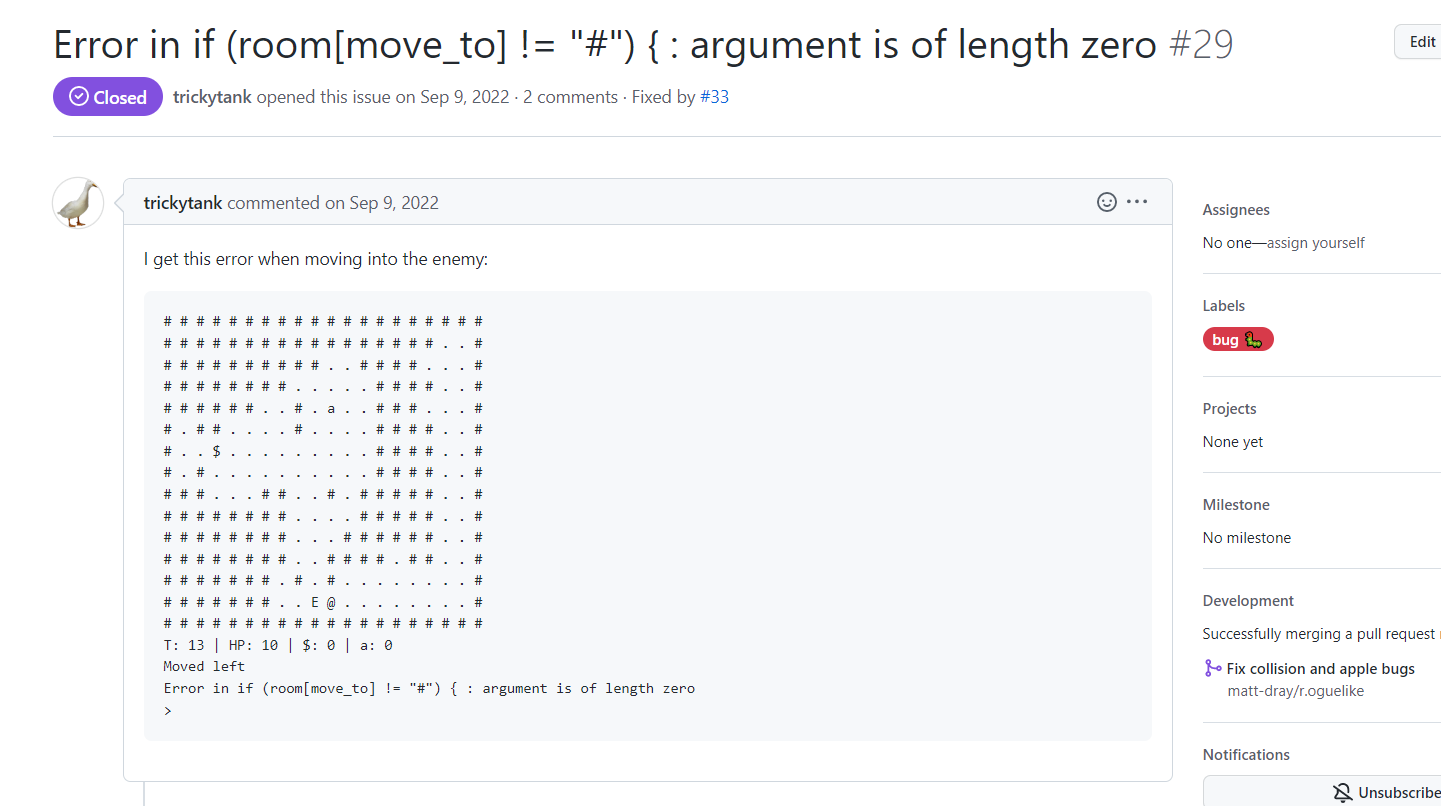 Error in if (room[move_to] != "#") { : argument is of length zero #29
Edit
Closed
trickytank opened this issue on Sep 9, 2022 · 2 comments · Fixed by #33
trickytank commented on Sep 9, 2022
I get this error when moving into the enemy:
# # # # # # # # # # # # # # # # # # # #
# # # # # # # # # # # # # # # # # . . #
# # # # # # # # # # . . # # # # . . . #
# # # # # # # # . . . . . # # # # . . #
# # # # # # . . # . a . . # # # . . . #
# . # # . . . . # . . . . # # # # . . #
# . . $ . . . . . . . . . # # # # . . #
# . # . . . . . . . . . . # # # # . . #
# # # . . . # # . . # . # # # # # . . #
# # # # # # # # . . . . # # # # # . . #
# # # # # # # # . . . # # # # # # . . #
# # # # # # # # . . # # # # . # # . . #
# # # # # # # . # . # . . . . . . . . #
# # # # # # # . . E @ . . . . . . . . #
# # # # # # # # # # # # # # # # # # # #
T: 13 | HP: 10 | $: 0 | a: 0
Moved left
Error in if (room[move_to] != "#") { : argument is of length zero
>
Assignees
No one—assign yourself
Labels
bug 🐛
Projects
None yet
Milestone
No milestone
Development
Successfully merging a pull request
Fix collision and apple bugs
matt-dray/r.oguelike
Notifications
Unsubscribe